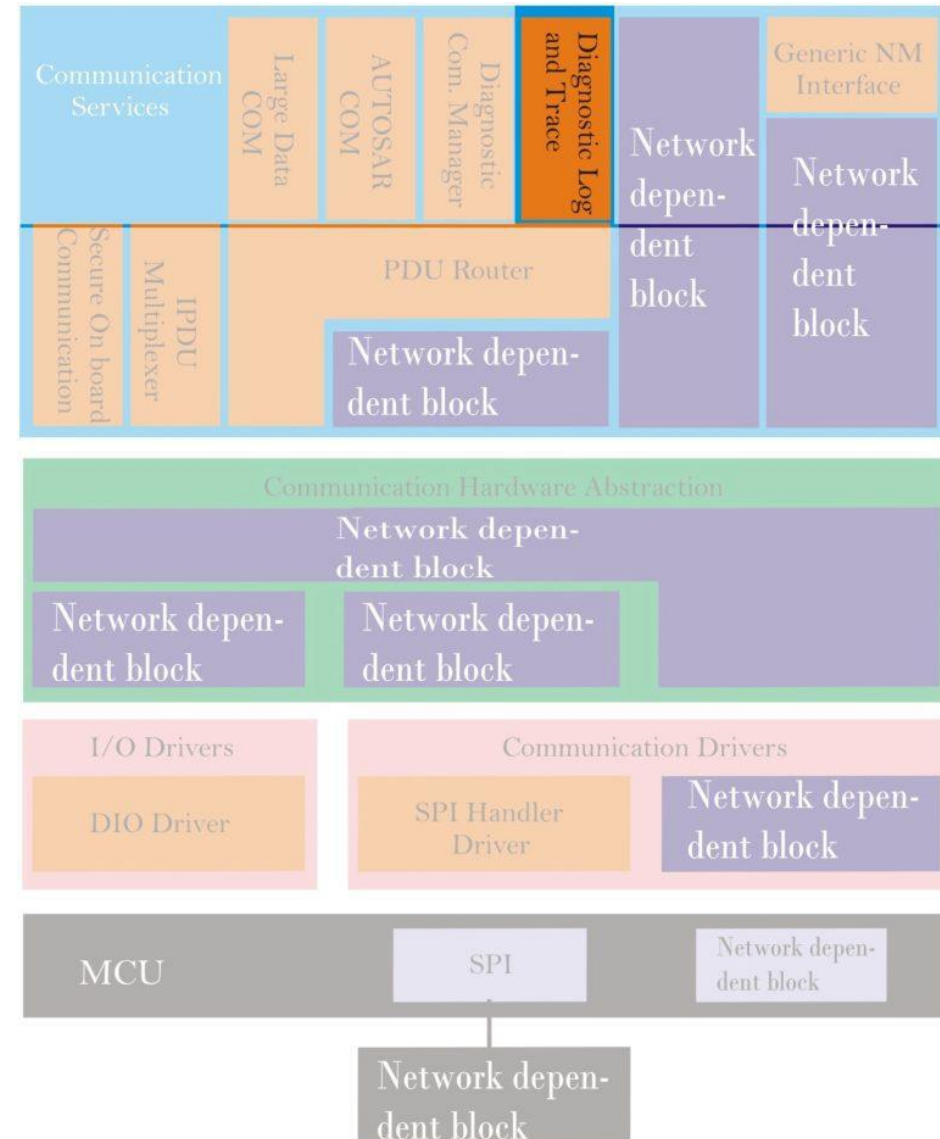 Communication
Services
Large Data
COM
AUTOSAR
COM
Diagnostic
Com. Manager
Diagnostic Log
and Trace
Network
depen-
dent
block
Generic NM
Interface
Network
depen-
dent
block
Secure On board
Communication
IPDU
Multiplexer
PDU Router
Network depen-
dent block
Communication Hardware Abstraction
Network depen-
dent block
Network depen-
dent block
Network depen-
dent block
I/O Drivers
DIO Driver
Communication Drivers
SPI Handler
Driver
Network depen-
dent block
MCU
SPI
Network depen-
dent block
Network depen-
dent block